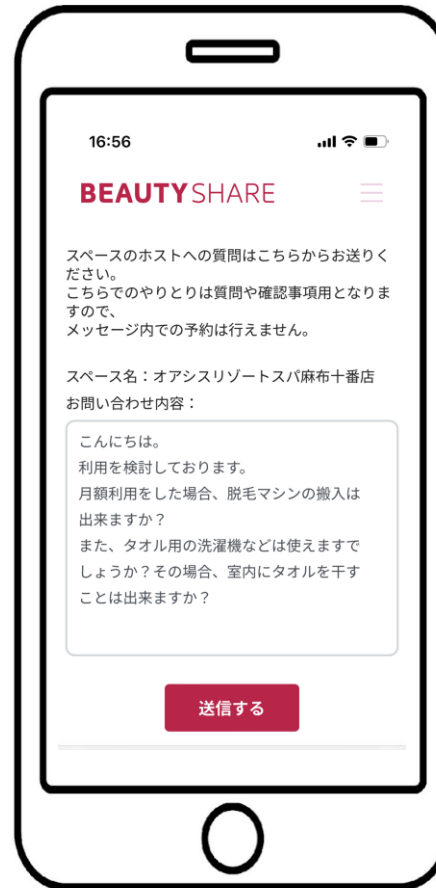 16:56
BEAUTY SHARE
スペースのホストへの質問はこちらからお送りく
ださい。
こちらでのやりとりは質問や確認事項用となりま
すので、
メッセージ内での予約は行えません。
スペース名：オアシスリゾートスパ麻布十番店
お問い合わせ内容：
こんにちは。
利用を検討しております。
月額利用をした場合、脱毛マシンの搬入は
出来ますか？
また、タオル用の洗濯機などは使えますで
しょうか？その場合、室内にタオルを干す
ことは出来ますか？
送信する